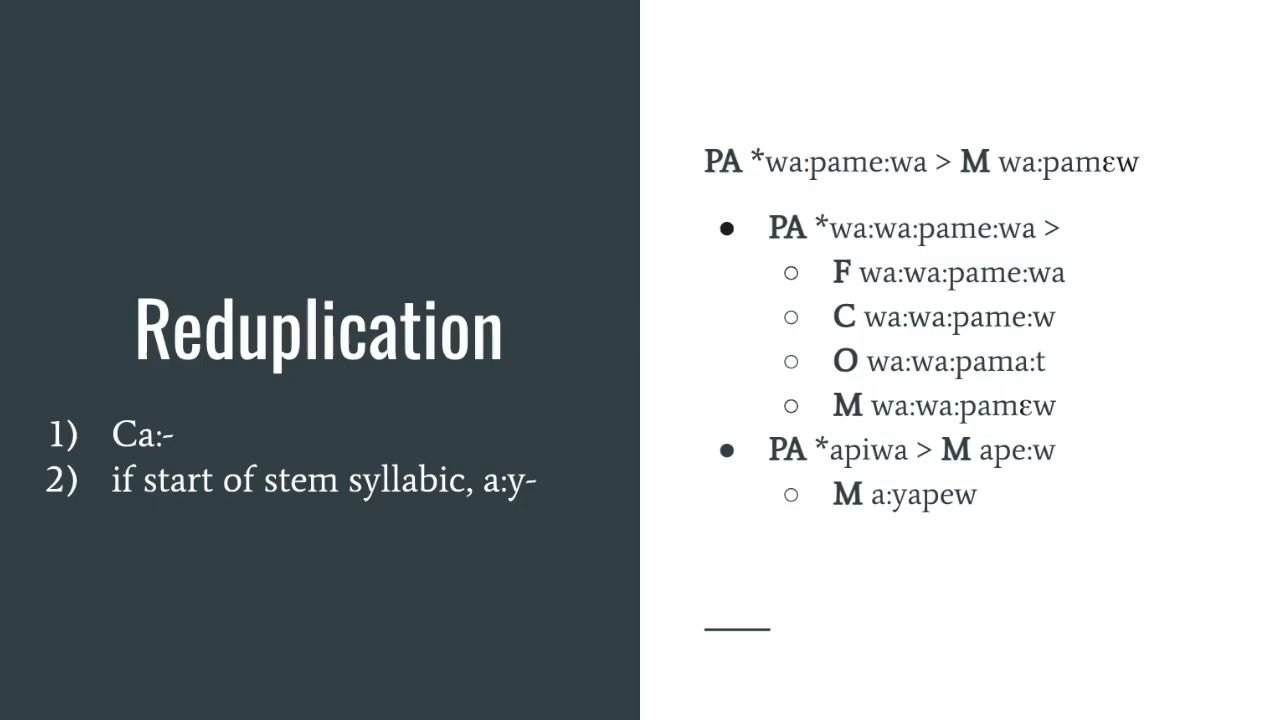 Reduplication
1) Ca:-
2) if start of stem syllabic, a:y-
PA *wa:pame:wa > M wa:pamɛw
● PA *wa:wa:pame:wa >
○ F wa:wa:pame:wa
○ C wa:wa:pame:w
○ O wa:wa:pama:t
○ M wa:wa:pamɛw
● PA *apiwa > M ape:w
○ M a:yapew